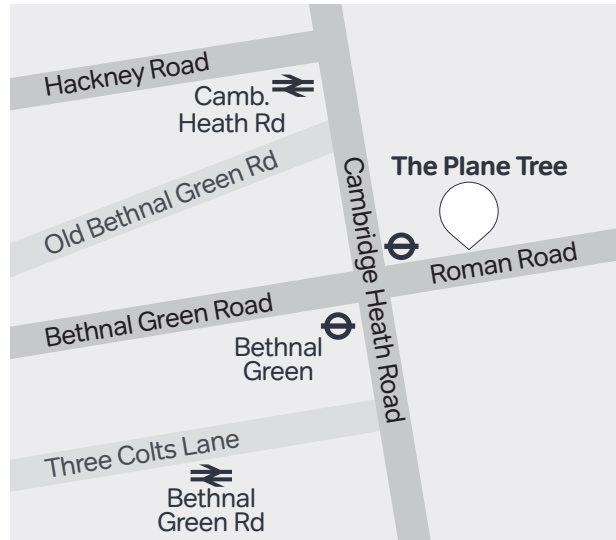 Hackney Road
Camb.
Heath Rd
Old Bethnal Green Rd
Cambridge Heath Road
The Plane Tree
Roman Road
Bethnal Green Road
Bethnal
Green
Three Colts Lane
Bethnal
Green Rd